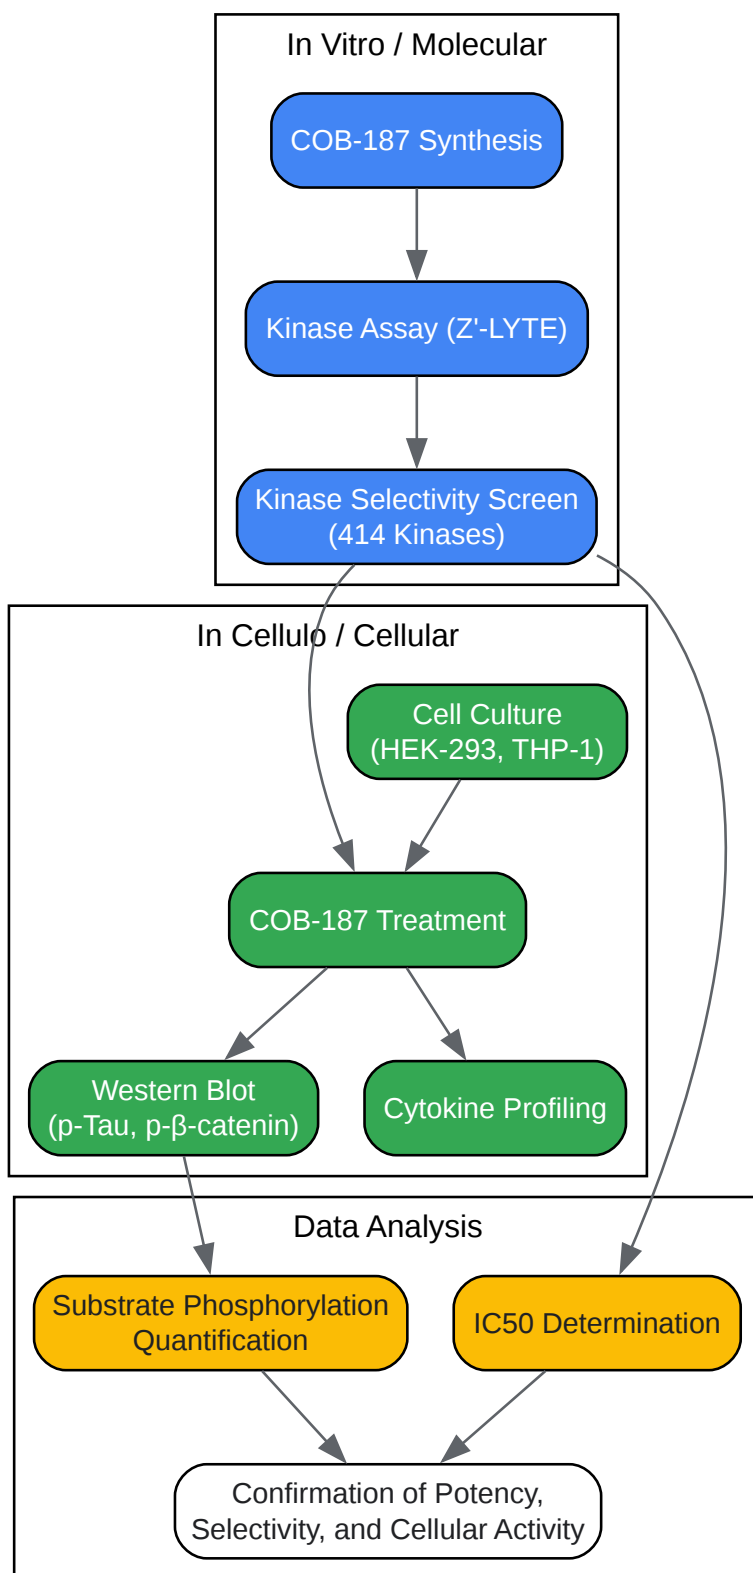 In Vitro / Molecular
COB-187 Synthesis
Kinase Assay (Z'-LYTE)
Kinase Selectivity Screen
(414 Kinases)
In Cellulo / Cellular
Cell Culture
(HEK-293, THP-1)
COB-187 Treatment
Western Blot
(p-Tau, p-β-catenin)
Cytokine Profiling
Data Analysis
Substrate Phosphorylation
Quantification
IC50 Determination
Confirmation of Potency,
Selectivity, and Cellular Activity